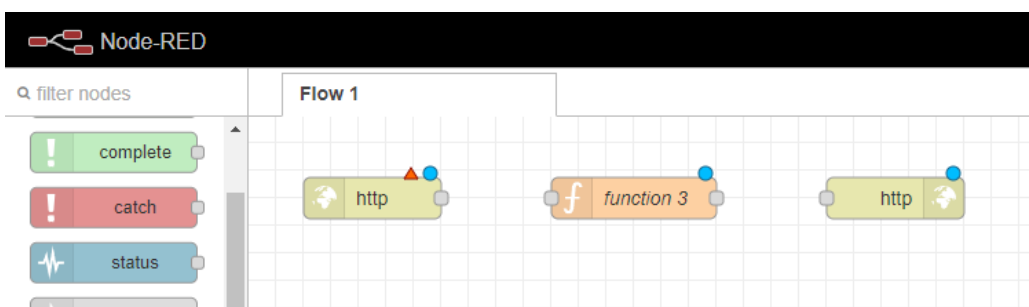 Node-RED
filter nodes
Flow 1
complete
catch
status
http
function 3
http